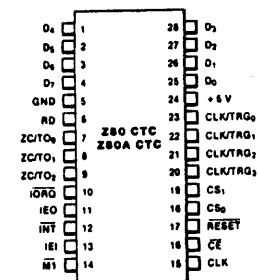 D4 1 28 D3
D5 2 27 D2
D6 3 26 D1
D7 4 25 D0
GND 5 24 +5 V
RD 6 23 CLK/TRG0
ZC/TO0 7 Z80 CTC 22 CLK/TRG1
ZC/TO1 8 Z80A CTC 21 CLK/TRG2
ZC/TO2 9 20 CLK/TRG3
IORQ 10 19 CS1
IEO 11 18 CS0
INT 12 17 RESET
IEI 13 16 CE
M1 14 15 CLK